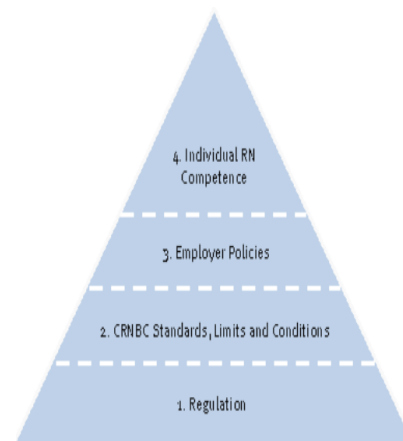 4. Individual RN
Competence
3. Employer Policies
2. CRNBC Standards, Limits and Conditions
1. Regulation